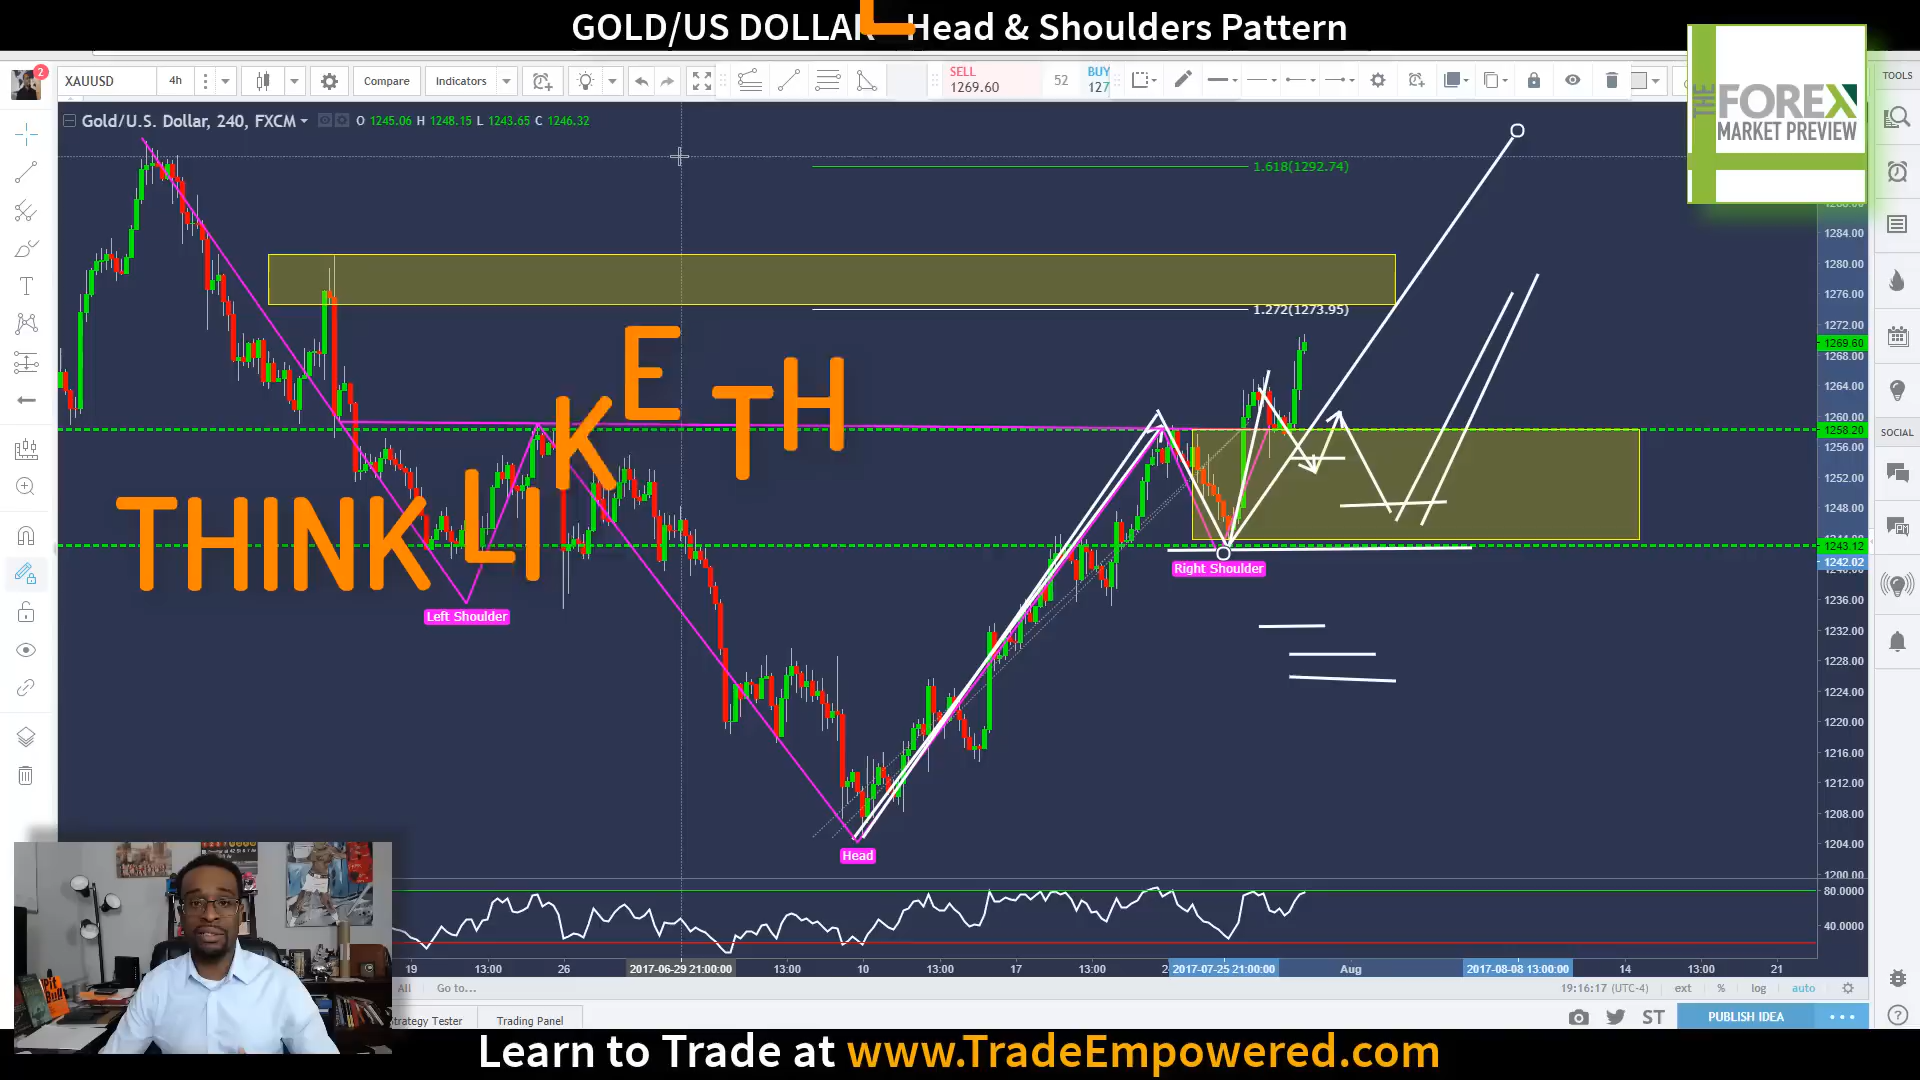 GOLD/US DOLLAR - Head & Shoulders Pattern
L
2
XAUUSD 4h Compare Indicators
SELL 1269.60 52 BUY 127
THE FOREX MARKET PREVIEW
TOOLS
Gold/U.S. Dollar, 240, FXCM O 1245.06 H 1248.15 L 1243.65 C 1246.32
1.618(1292.74)
1284.00
1280.00
1276.00
1.272(1273.95)
1272.00
1269.60
1268.00
1264.00
1260.00
1258.20
SOCIAL
1256.00
1252.00
1248.00
1243.12
1242.02
1236.00
1232.00
1228.00
1224.00
1220.00
1216.00
1212.00
1208.00
1204.00
1200.00
THINK LIKE TH
Right Shoulder
Left Shoulder
Head
80.0000
40.0000
19 13:00 26 2017-06-29 21:00:00 13:00 10 13:00 17 13:00 2 2017-07-25 21:00:00 Aug 2017-08-08 13:00:00 14 13:00 21
All Go to... 19:16:17 (UTC-4) ext % log auto
Pit Bull
trategy Tester Trading Panel ST PUBLISH IDEA
Learn to Trade at www.TradeEmpowered.com